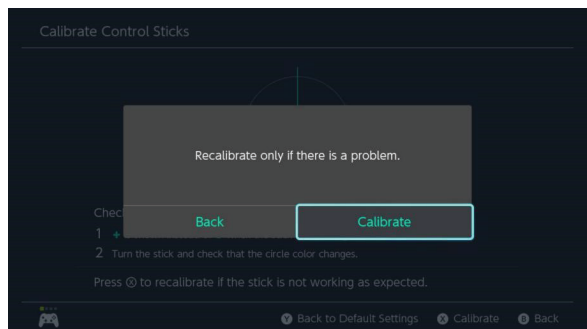 Calibrate Control Sticks
Recalibrate only if there is a problem.
Back
Calibrate
Chec
1 +
2 Turn the stick and check that the circle color changes.
Press Ⓧ to recalibrate if the stick is not working as expected.
Ⓨ Back to Default Settings Ⓧ Calibrate Ⓑ Back